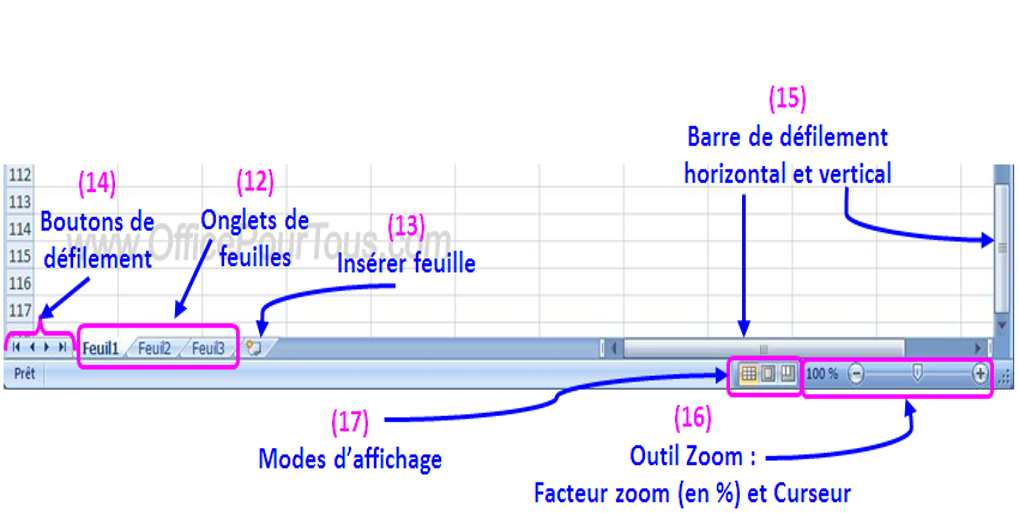 (15)
Barre de défilement
horizontal et vertical
112
113
114
115
116
117
(14)
Boutons de
défilement
(12)
Onglets de
feuilles
(13)
Insérer feuille
www.OfficePourTous.com
Feuil1 Feuil2 Feuil3
Prêt
100 %
(17)
Modes d'affichage
(16)
Outil Zoom :
Facteur zoom (en %) et Curseur